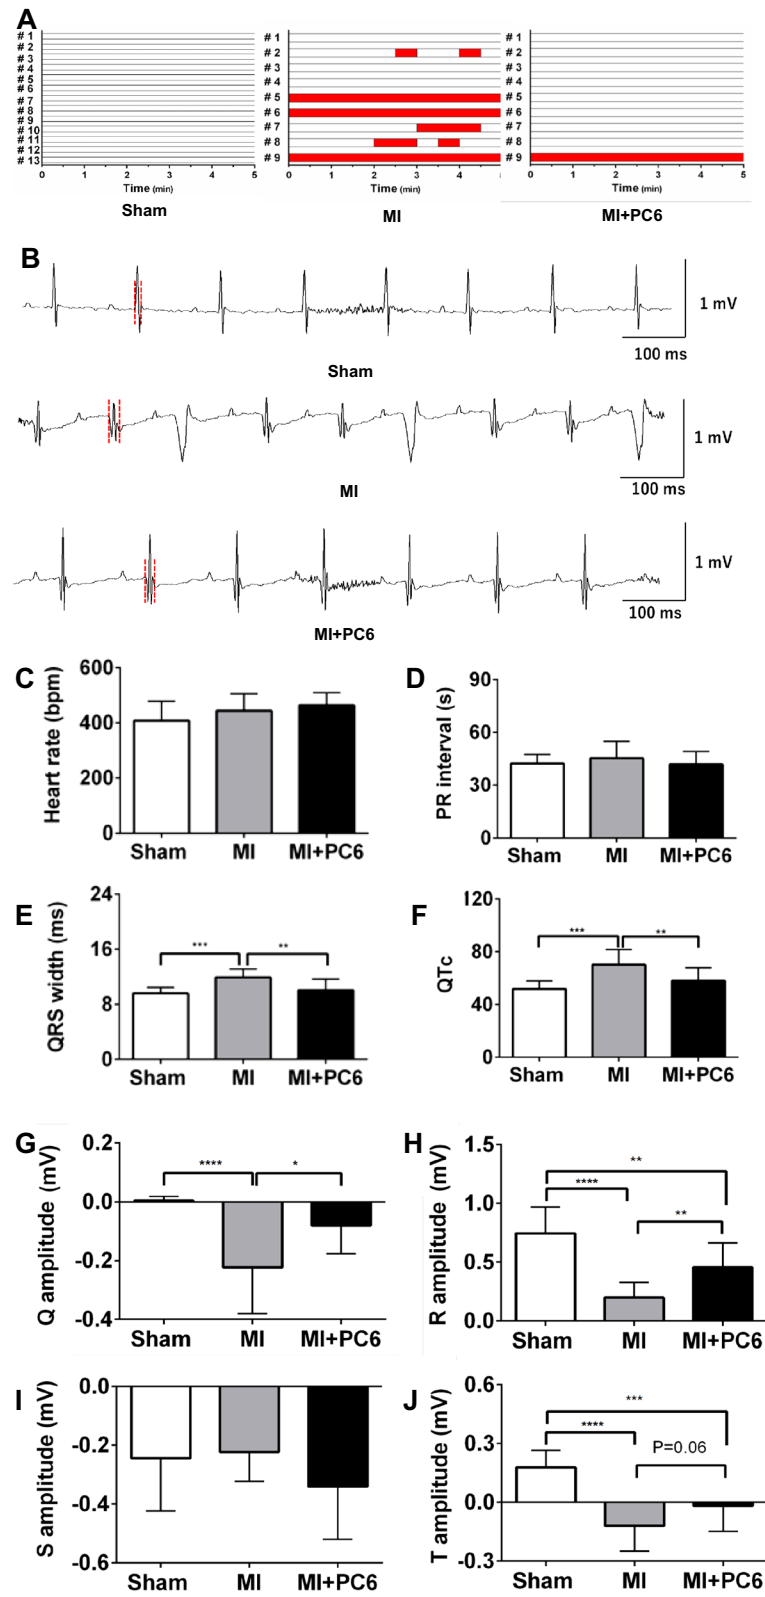 A
# 1
# 2
# 3
# 4
# 5
# 6
# 7
# 8
# 9
# 10
# 11
# 12
# 13
0 1 2 3 4 5
Time (min)
Sham
# 1
# 2
# 3
# 4
# 5
# 6
# 7
# 8
# 9
0 1 2 3 4
Time (min)
MI
# 1
# 2
# 3
# 4
# 5
# 6
# 7
# 8
# 9
0 1 2 3 4 5
Time (min)
MI+PC6
B
1 mV
100 ms
Sham
1 mV
100 ms
MI
1 mV
100 ms
MI+PC6
C
Heart rate (bpm)
600
400
200
0
Sham MI MI+PC6
D
PR interval (s)
90
60
30
0
Sham MI MI+PC6
E
QRS width (ms)
24
16
8
0
*** **
Sham MI MI+PC6
F
QTc
120
80
40
0
*** **
Sham MI MI+PC6
G
Q amplitude (mV)
0.2
0.0
-0.2
-0.4
**** *
Sham MI MI+PC6
H
R amplitude (mV)
1.5
1.0
0.5
0.0
**
****
**
Sham MI MI+PC6
I
S amplitude (mV)
0.0
-0.2
-0.4
-0.6
Sham MI MI+PC6
J
T amplitude (mV)
0.6
0.3
0.0
-0.3
***
****
P=0.06
Sham MI MI+PC6